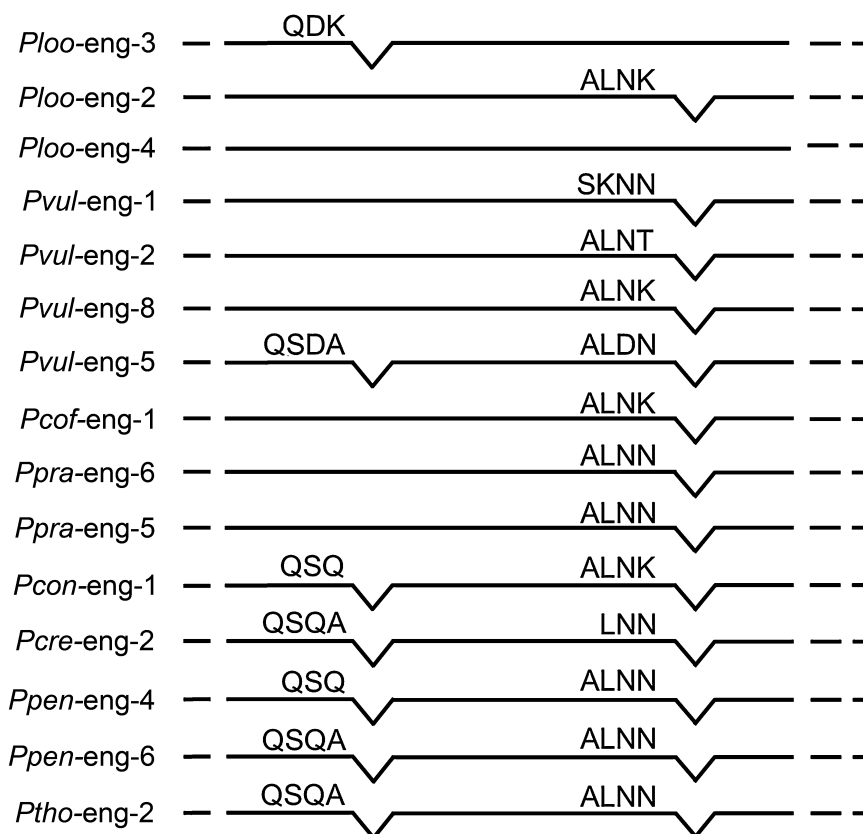 QDK
Ploo-eng-3
ALNK
Ploo-eng-2
Ploo-eng-4
SKNN
Pvul-eng-1
ALNT
Pvul-eng-2
ALNK
Pvul-eng-8
QSDA ALDN
Pvul-eng-5
ALNK
Pcof-eng-1
ALNN
Ppra-eng-6
ALNN
Ppra-eng-5
QSQ ALNK
Pcon-eng-1
QSQA LNN
Pcre-eng-2
QSQ ALNN
Ppen-eng-4
QSQA ALNN
Ppen-eng-6
QSQA ALNN
Ptho-eng-2